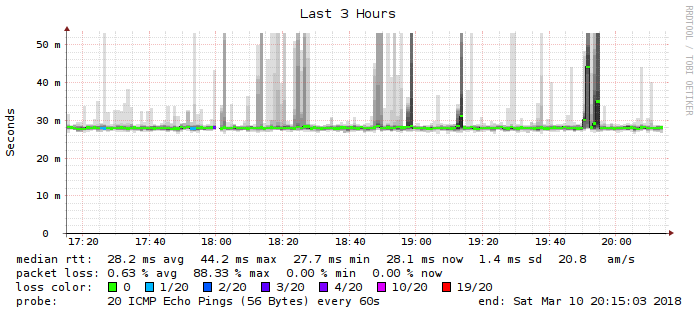 Last 3 Hours
RRDTOOL / TOBI OETIKER
Seconds
50 m
40 m
30 m
20 m
10 m
0
17:20 17:40 18:00 18:20 18:40 19:00 19:20 19:40 20:00
median rtt: 28.2 ms avg 44.2 ms max 27.7 ms min 28.1 ms now 1.4 ms sd 20.8 am/s
packet loss: 0.63 % avg 88.33 % max 0.00 % min 0.00 % now
loss color: 0 1/20 2/20 3/20 4/20 10/20 19/20
probe: 20 ICMP Echo Pings (56 Bytes) every 60s end: Sat Mar 10 20:15:03 2018